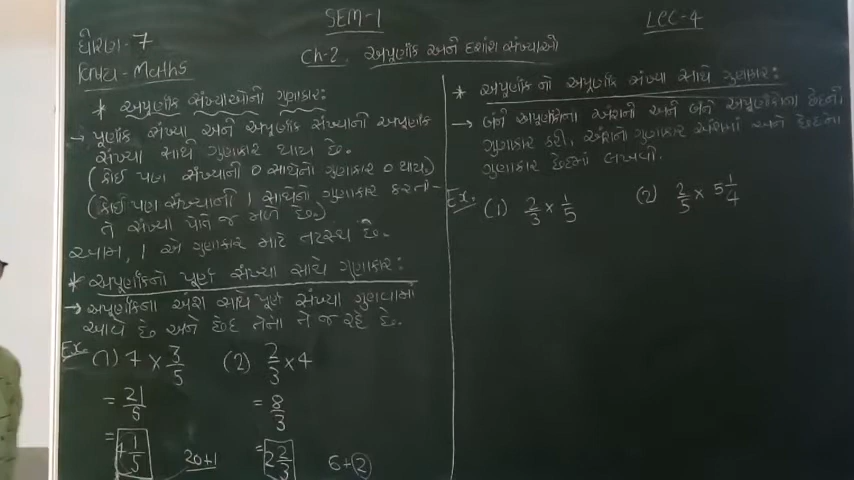 SEM-1
LEC-4
ધોરણ-7
Ch-2. અપૂર્ણાંક અને દશાંશ સંખ્યાઓ
વિષય-Maths
* અપૂર્ણાંક સંખ્યાઓનો ગુણાકાર:
→ પૂર્ણાંક સંખ્યા અને અપૂર્ણાંક સંખ્યાની અપૂર્ણાંક
સંખ્યા સાથે ગુણાકાર થાય છે.
(કોઈ પણ સંખ્યાની 0 સાથેનો ગુણાકાર 0 થાય.)
(કોઈ પણ સંખ્યાની 1 સાથેનો ગુણાકાર કરતા-
તે સંખ્યા પોતે જ મળે છે.)
આમ, 1 એ ગુણાકાર માટે તટસ્થ છે.
* અપૂર્ણાંકનો પૂર્ણ સંખ્યા સાથે ગુણાકાર:
→ અપૂર્ણાંકના અંશ સાથે પૂર્ણ સંખ્યા ગુણવામાં
આવે છે અને છેદ તેનો તે જ રહે છે.
Ex. (1) 7 × 3/5 (2) 2/3 × 4
= 21/5 = 8/3
= 4 1/5 20+1 = 2 2/3 6+2
* અપૂર્ણાંક નો અપૂર્ણાંક સંખ્યા સાથે ગુણાકાર:
→ બંને અપૂર્ણાંકોના અંશનો અને બંને અપૂર્ણાંકોના છેદનો
ગુણાકાર કરી, અંશનો ગુણાકાર અંશમાં અને છેદના
ગુણાકાર છેદમાં લખવો.
Ex. (1) 2/3 × 1/5 (2) 2/5 × 5 1/4